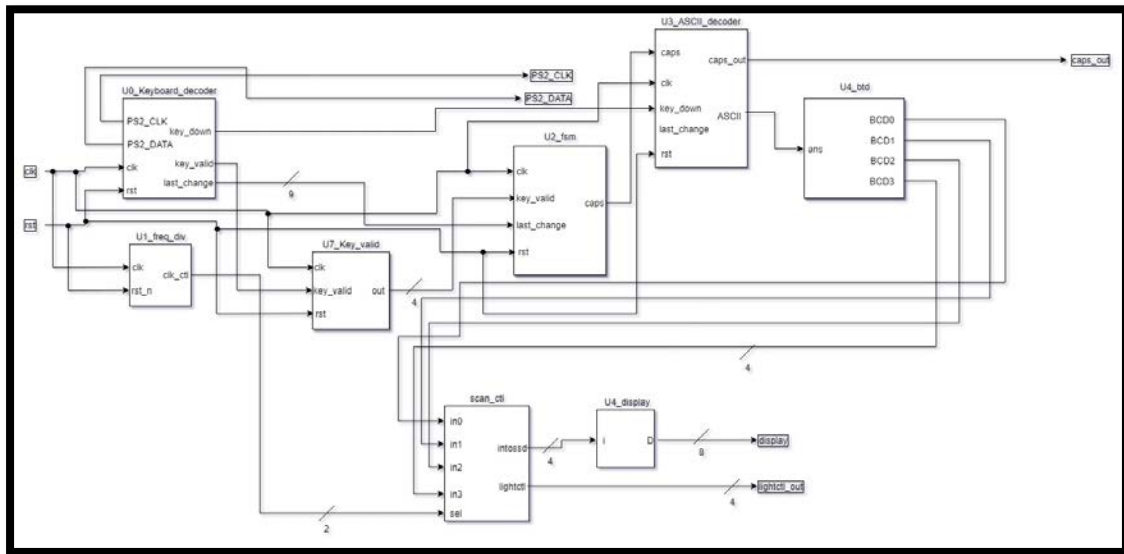 U3_ASCII_decoder
caps
caps_out
clk
key_down
ASCII
last_change
rst
caps_out
PS2_CLK
PS2_DATA
U4_btd
ans
BCD0
BCD1
BCD2
BCD3
U0_Keyboard_decoder
PS2_CLK
key_down
PS2_DATA
key_valid
clk
last_change
rst
9
clk
rst
U2_fsm
clk
key_valid
caps
last_change
rst
U1_freq_div
clk
clk_ctl
rst_n
U7_Key_valid
clk
key_valid
out
rst
4
4
scan_ctl
in0
in1
intossd
in2
lightctl
in3
sel
2
4
U4_display
i
D
8
display
4
lightctl_out